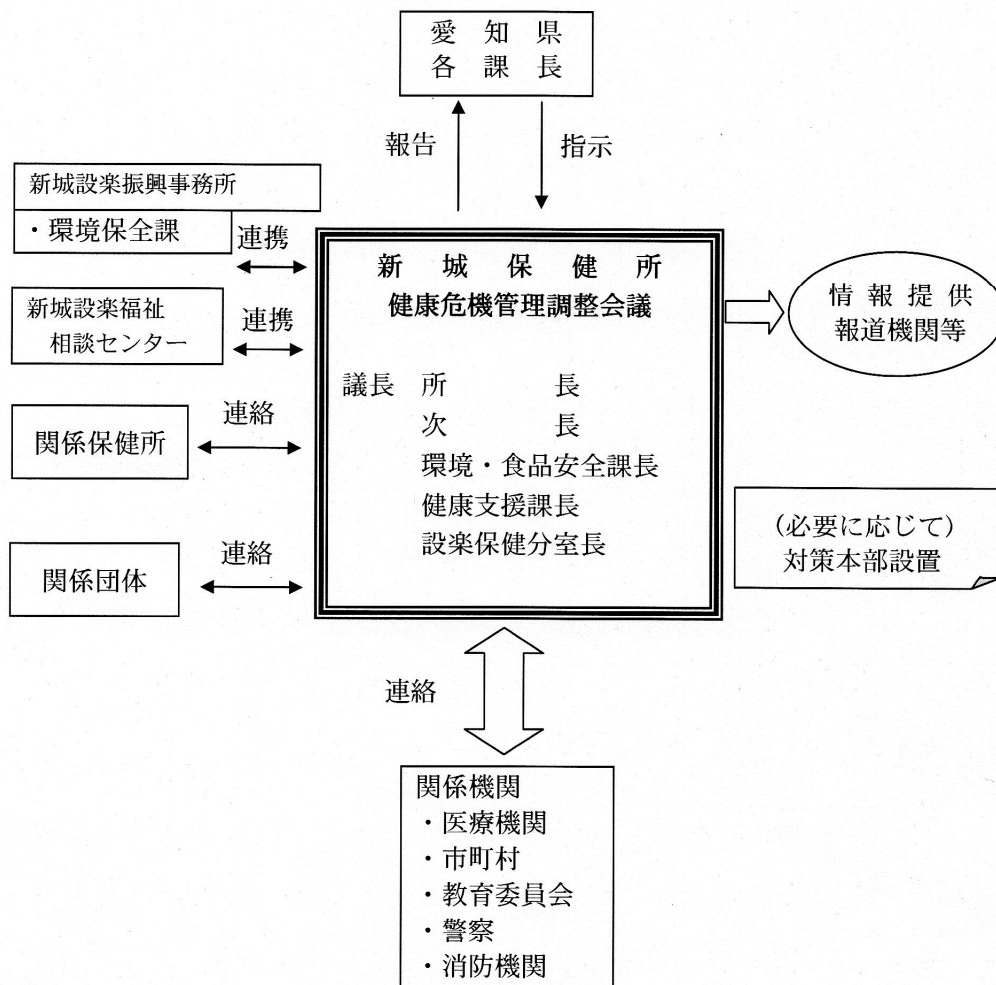 愛知県
各課長
報告
指示
新城設楽振興事務所
・環境保全課
連携
新城設楽福祉
相談センター
連携
関係保健所
連絡
関係団体
連絡
新城保健所
健康危機管理調整会議
議長 所長
次長
環境・食品安全課長
健康支援課長
設楽保健分室長
情報提供
報道機関等
(必要に応じて)
対策本部設置
連絡
関係機関
・医療機関
・市町村
・教育委員会
・警察
・消防機関